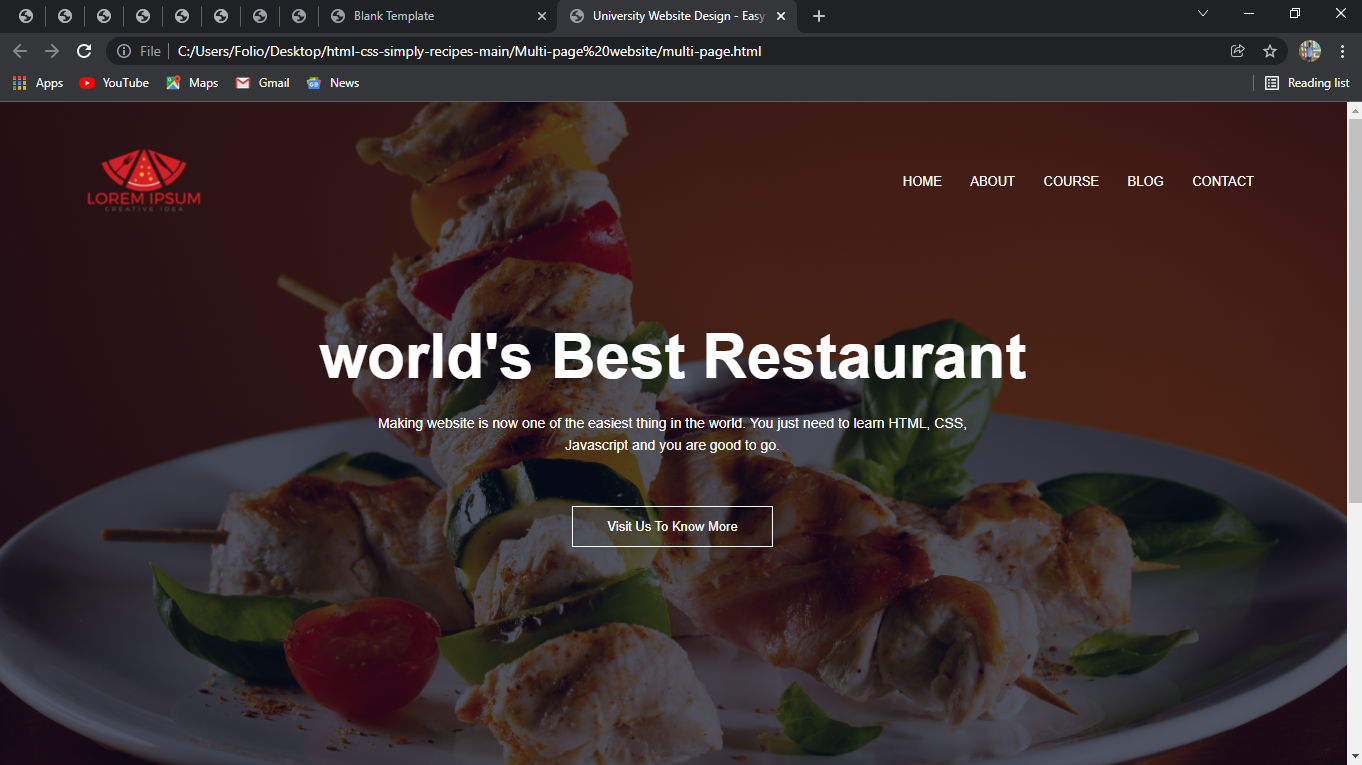 Blank Template
University Website Design - Easy
File
C:/Users/Folio/Desktop/html-css-simply-recipes-main/Multi-page%20website/multi-page.html
Apps
YouTube
Maps
Gmail
News
Reading list
LOREM IPSUM
CREATIVE IDEA
HOME
ABOUT
COURSE
BLOG
CONTACT
world's Best Restaurant
Making website is now one of the easiest thing in the world. You just need to learn HTML, CSS,
Javascript and you are good to go.
Visit Us To Know More